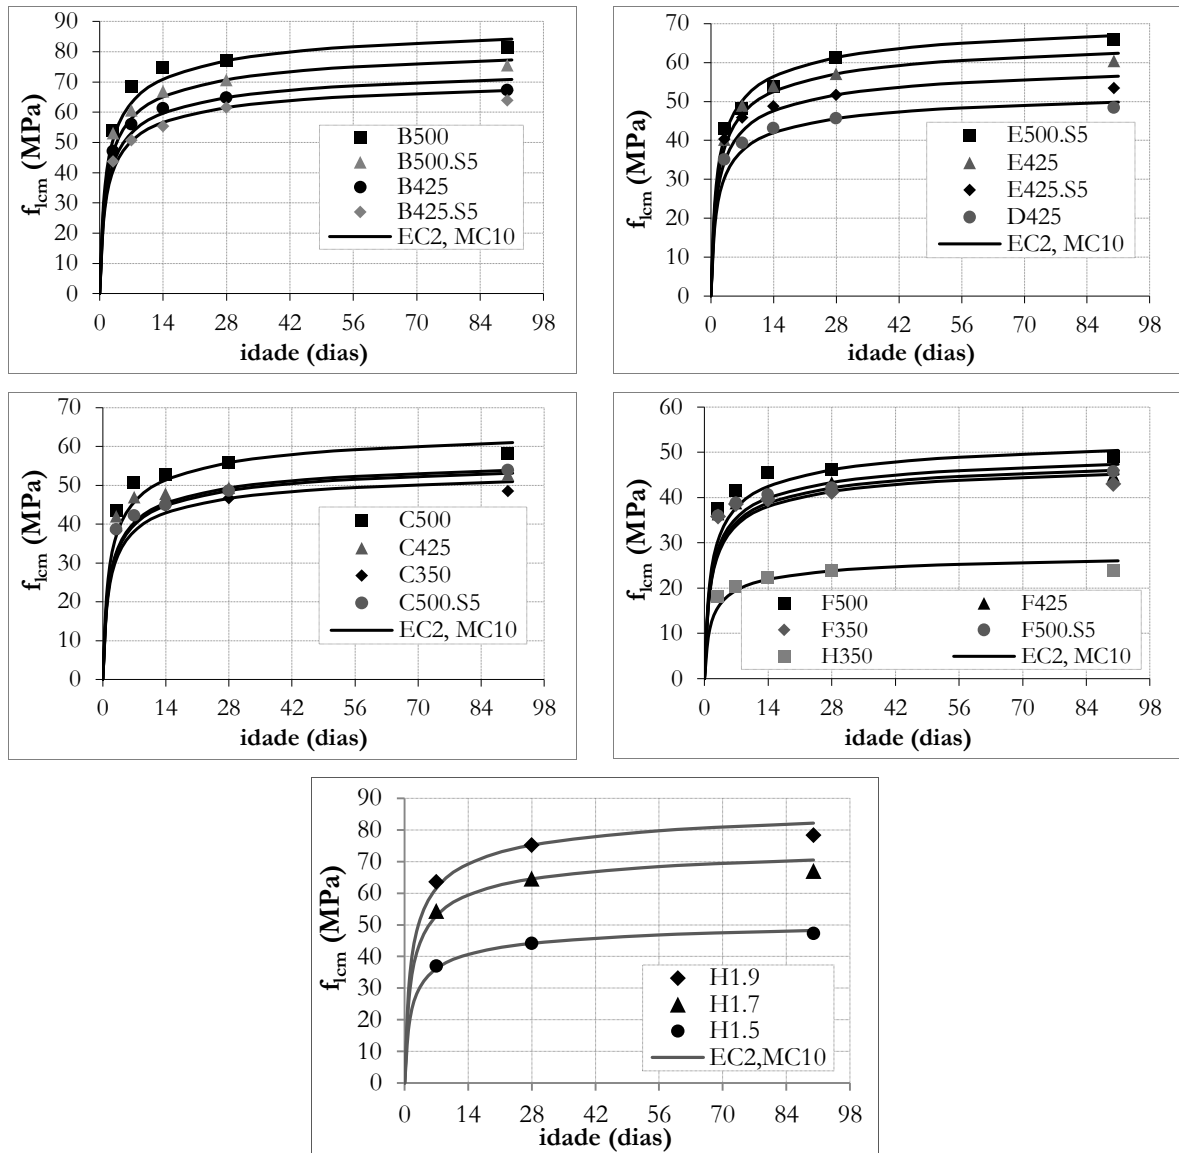 90
80
70
60
50
40
30
20
10
0
f_lcm (MPa)
B500
B500.S5
B425
B425.S5
EC2, MC10
0 14 28 42 56 70 84 98
idade (dias)
70
60
50
40
30
20
10
0
f_lcm (MPa)
E500.S5
E425
E425.S5
D425
EC2, MC10
0 14 28 42 56 70 84 98
idade (dias)
70
60
50
40
30
20
10
0
f_lcm (MPa)
C500
C425
C350
C500.S5
EC2, MC10
0 14 28 42 56 70 84 98
idade (dias)
60
50
40
30
20
10
0
f_lcm (MPa)
F500 F425
F350 F500.S5
H350 EC2, MC10
0 14 28 42 56 70 84 98
idade (dias)
90
80
70
60
50
40
30
20
10
0
f_lcm (MPa)
H1.9
H1.7
H1.5
EC2,MC10
0 14 28 42 56 70 84 98
idade (dias)